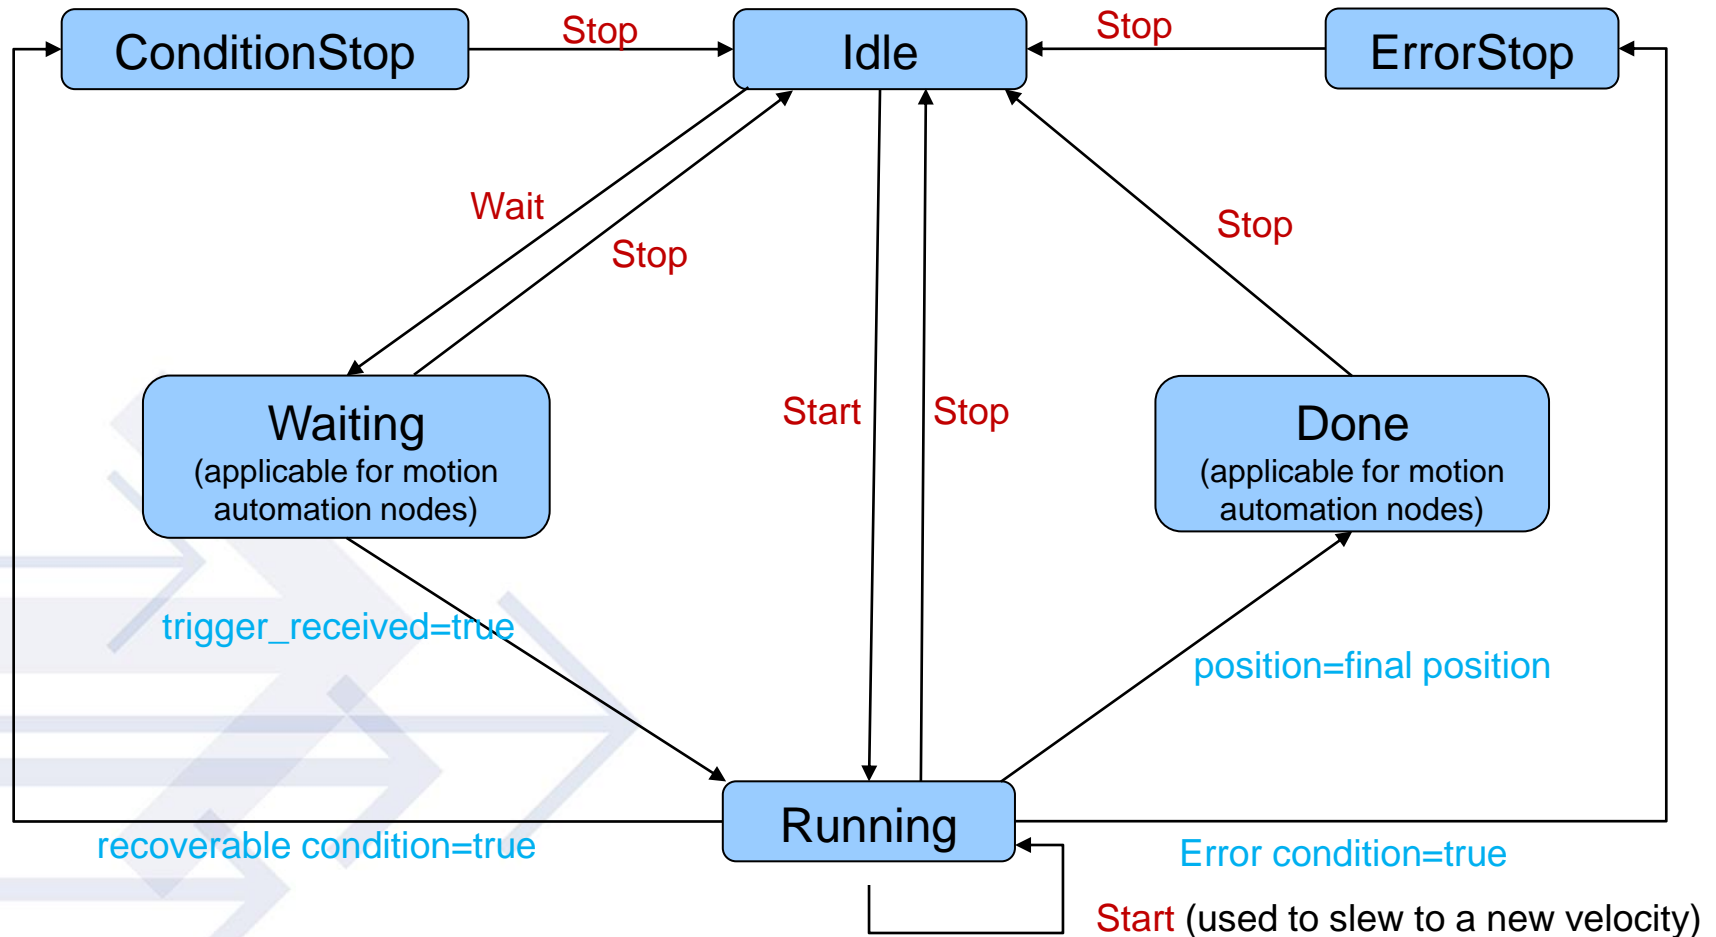 ConditionStop
Stop
Idle
Stop
ErrorStop
Wait
Stop
Stop
Waiting
(applicable for motion
automation nodes)
Start
Stop
Done
(applicable for motion
automation nodes)
trigger_received=true
position=final position
Running
recoverable condition=true
Error condition=true
Start (used to slew to a new velocity)